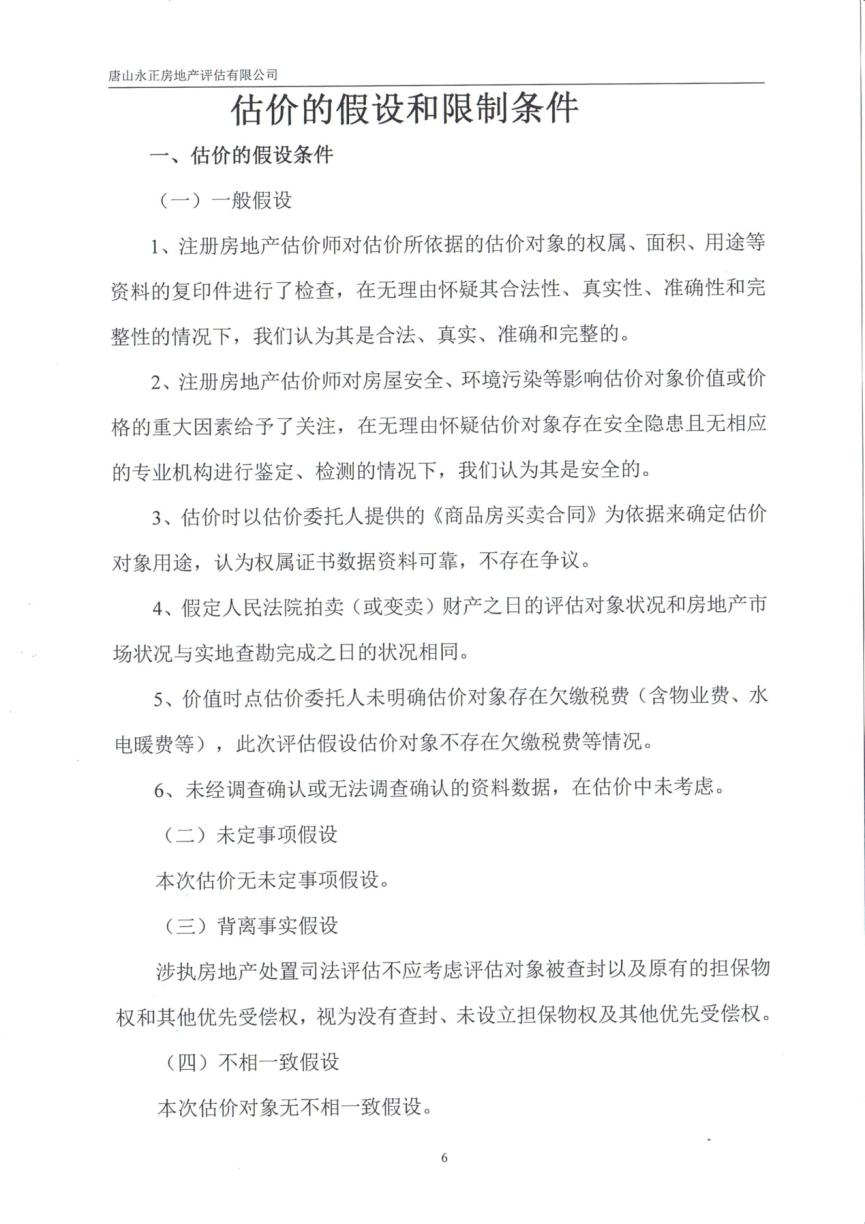 唐山永正房地产评估有限公司
估价的假设和限制条件
一、估价的假设条件
（一）一般假设
1、注册房地产估价师对估价所依据的估价对象的权属、面积、用途等
资料的复印件进行了检查，在无理由怀疑其合法性、真实性、准确性和完
整性的情况下，我们认为其是合法、真实、准确和完整的。
2、注册房地产估价师对房屋安全、环境污染等影响估价对象价值或价
格的重大因素给予了关注，在无理由怀疑估价对象存在安全隐患且无相应
的专业机构进行鉴定、检测的情况下，我们认为其是安全的。
3、估价时以估价委托人提供的《商品房买卖合同》为依据来确定估价
对象用途，认为权属证书数据资料可靠，不存在争议。
4、假定人民法院拍卖（或变卖）财产之日的评估对象状况和房地产市
场状况与实地查勘完成之日的状况相同。
5、价值时点估价委托人未明确估价对象存在欠缴税费（含物业费、水
电暖费等），此次评估假设估价对象不存在欠缴税费等情况。
6、未经调查确认或无法调查确认的资料数据，在估价中未考虑。
（二）未定事项假设
本次估价无未定事项假设。
（三）背离事实假设
涉执房地产处置司法评估不应考虑评估对象被查封以及原有的担保物
权和其他优先受偿权，视为没有查封、未设立担保物权及其他优先受偿权。
（四）不相一致假设
本次估价对象无不相一致假设。
6